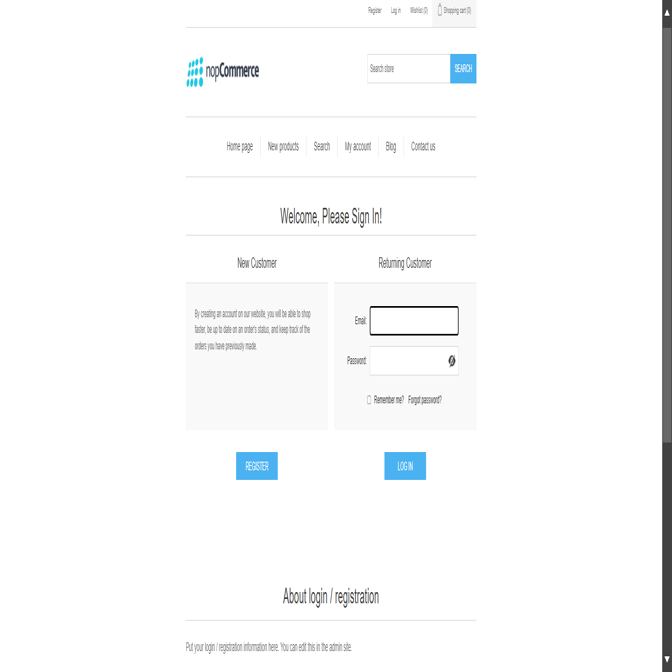 Register Log in Wishlist (0) Shopping cart (0)
nopCommerce
Search store SEARCH
Home page New products Search My account Blog Contact us
Welcome, Please Sign In!
New Customer
By creating an account on our website, you will be able to shop
faster, be up to date on an order's status, and keep track of the
orders you have previously made.
REGISTER
Returning Customer
Email:
Password:
Remember me? Forgot password?
LOG IN
About login / registration
Put your login / registration information here. You can edit this in the admin site.